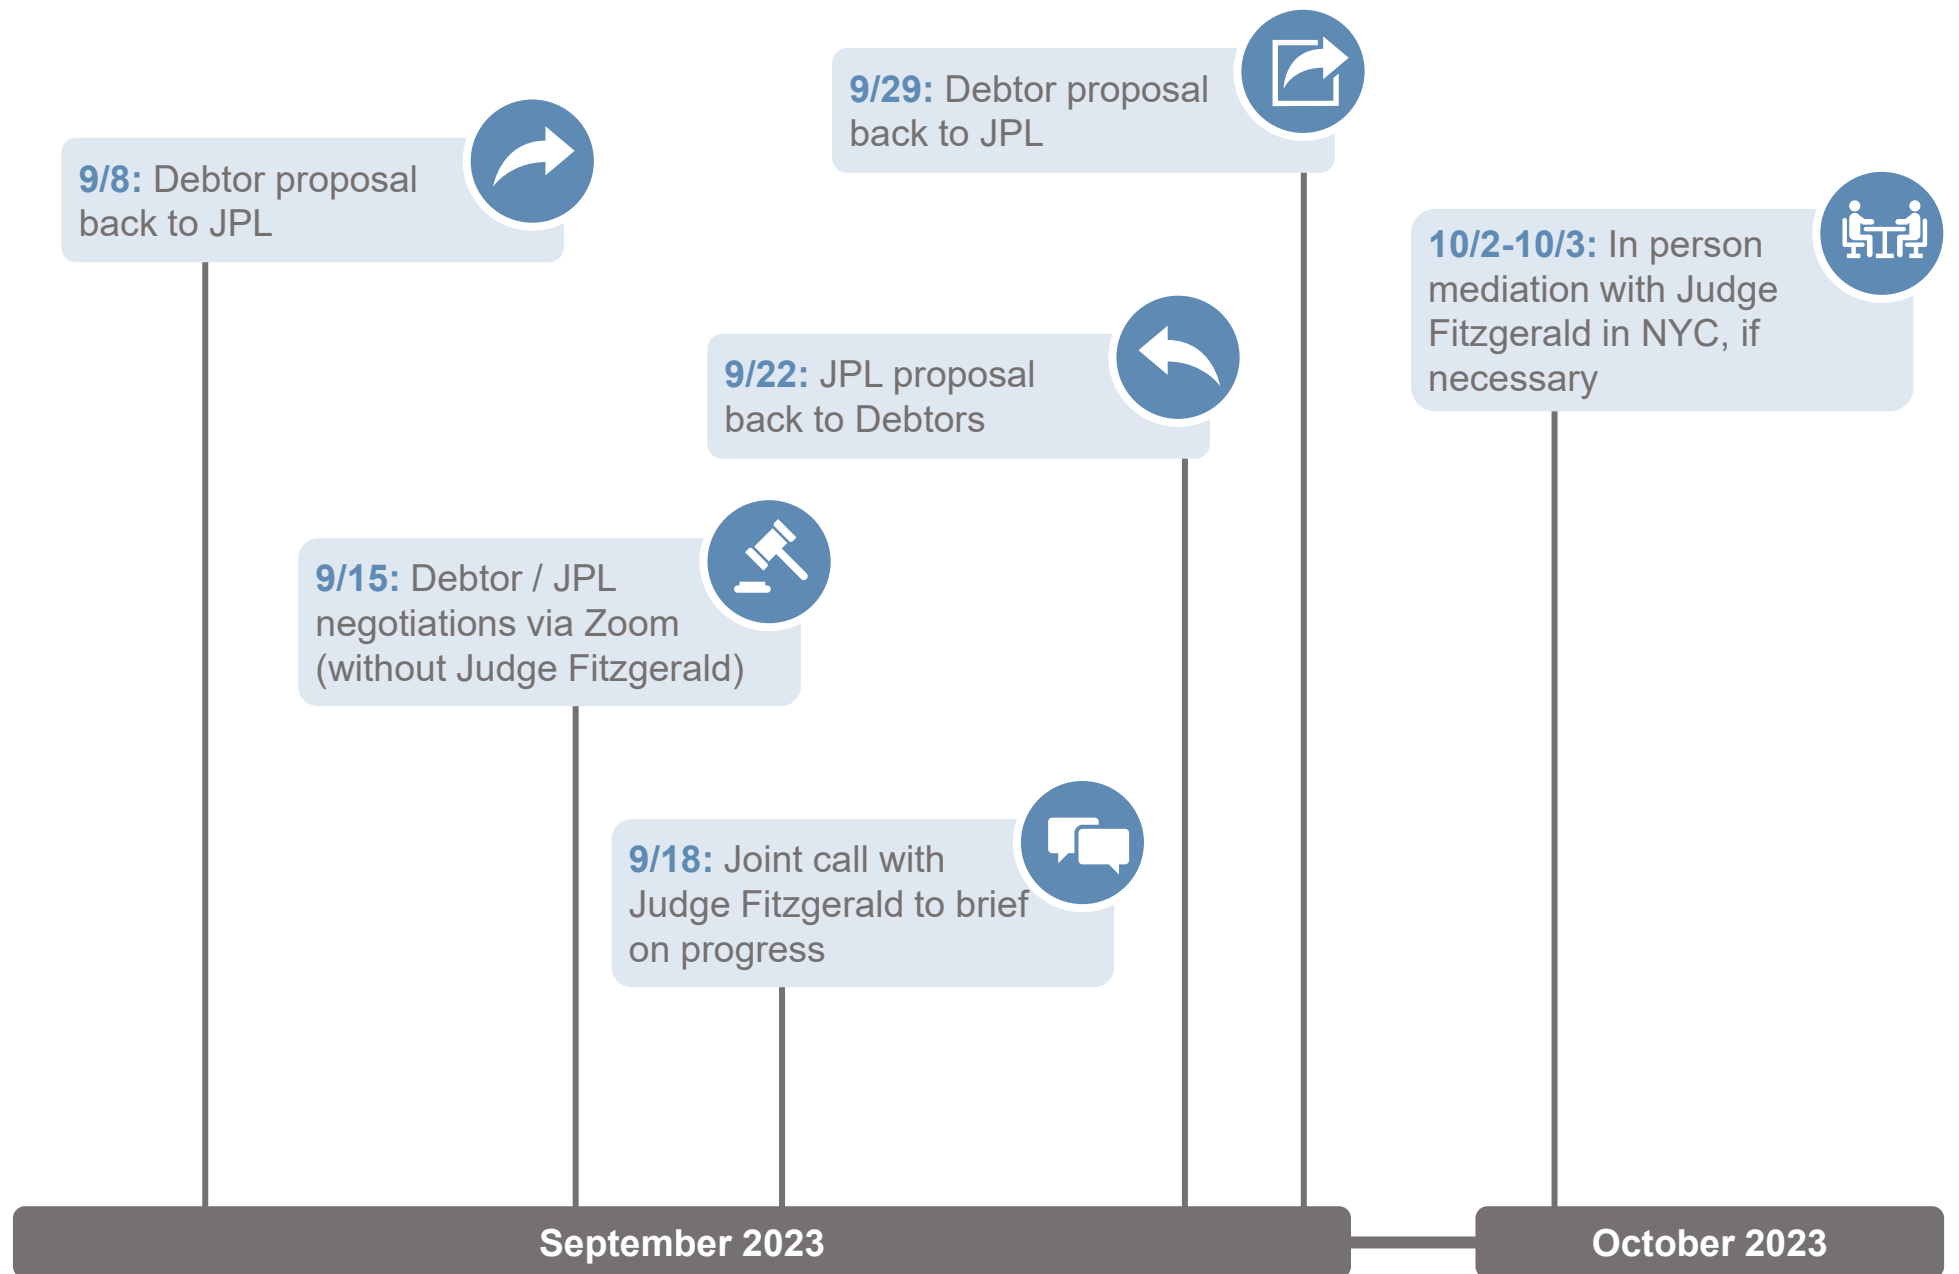 9/8: Debtor proposal
back to JPL
9/29: Debtor proposal
back to JPL
10/2-10/3: In person
mediation with Judge
Fitzgerald in NYC, if
necessary
9/22: JPL proposal
back to Debtors
9/15: Debtor / JPL
negotiations via Zoom
(without Judge Fitzgerald)
9/18: Joint call with
Judge Fitzgerald to brief
on progress
September 2023
October 2023